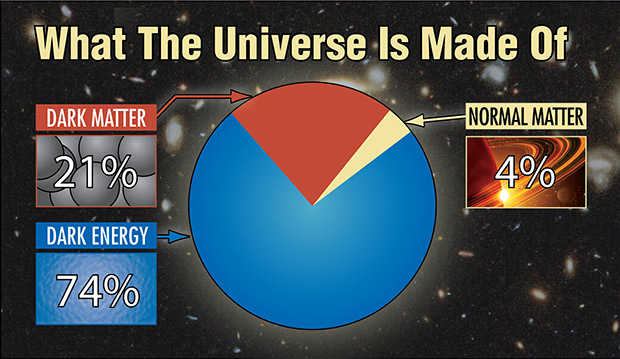 What The Universe Is Made Of
DARK MATTER
21%
NORMAL MATTER
4%
DARK ENERGY
74%